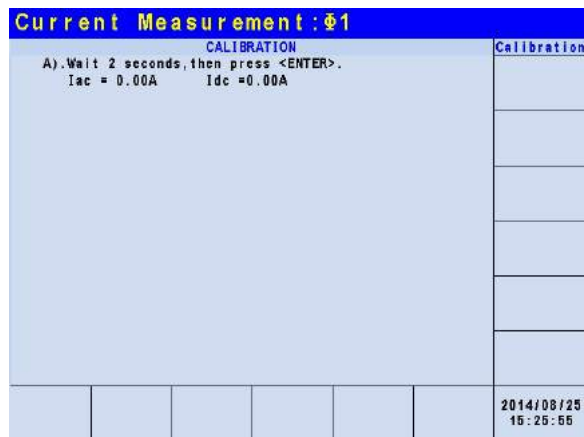 Current Measurement:Φ1
CALIBRATION
Calibration
A).Wait 2 seconds,then press <ENTER>.
Iac = 0.00A Idc =0.00A
2014/08/25
15:25:55